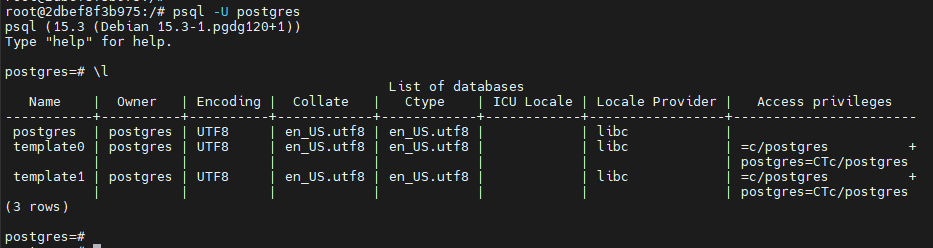 root@2dbef8f3b975:/# psql -U postgres
psql (15.3 (Debian 15.3-1.pgdg120+1))
Type "help" for help.

postgres=# \l
                                                List of databases
   Name    |  Owner   | Encoding |  Collate   |   Ctype    | ICU Locale | Locale Provider |   Access privileges
-----------+----------+----------+------------+------------+------------+-----------------+-----------------------
 postgres  | postgres | UTF8     | en_US.utf8 | en_US.utf8 |            | libc            |
 template0 | postgres | UTF8     | en_US.utf8 | en_US.utf8 |            | libc            | =c/postgres          +
           |          |          |            |            |            |                 | postgres=CTc/postgres
 template1 | postgres | UTF8     | en_US.utf8 | en_US.utf8 |            | libc            | =c/postgres          +
           |          |          |            |            |            |                 | postgres=CTc/postgres
(3 rows)

postgres=#